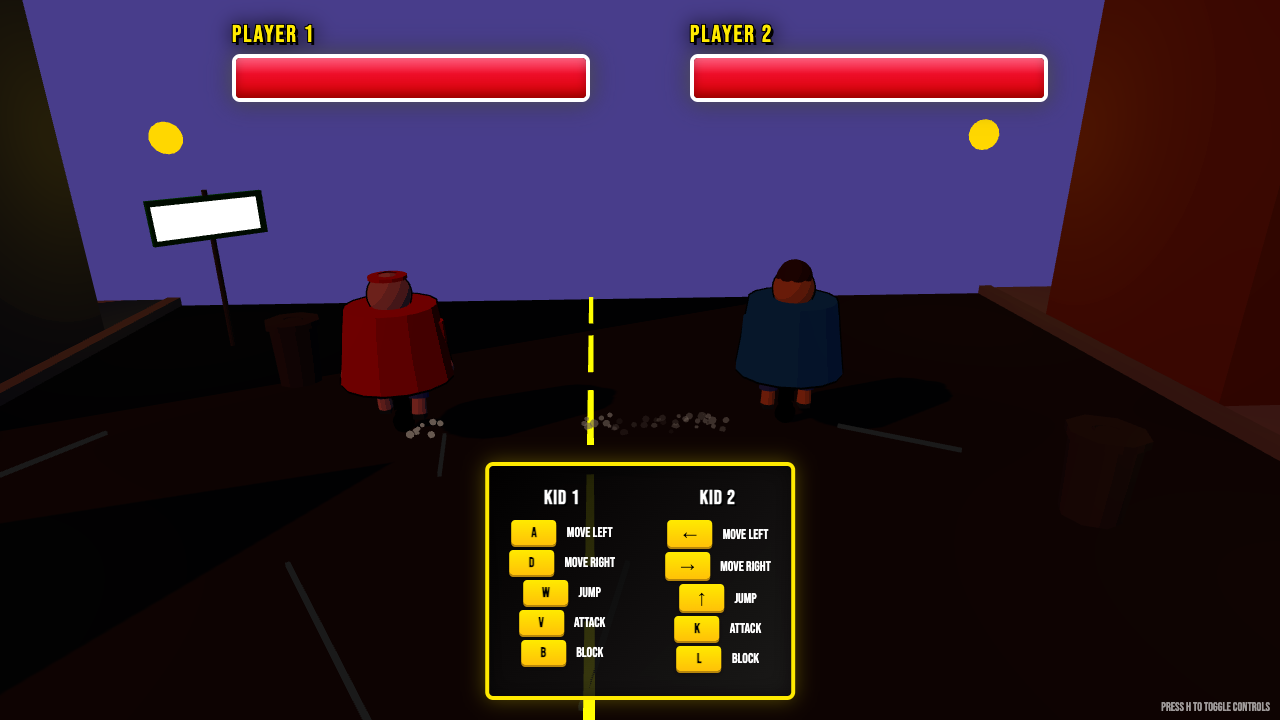 PLAYER 1
PLAYER 2
KID 1
A MOVE LEFT
D MOVE RIGHT
W JUMP
V ATTACK
B BLOCK
KID 2
← MOVE LEFT
→ MOVE RIGHT
↑ JUMP
K ATTACK
L BLOCK
PRESS H TO TOGGLE CONTROLS